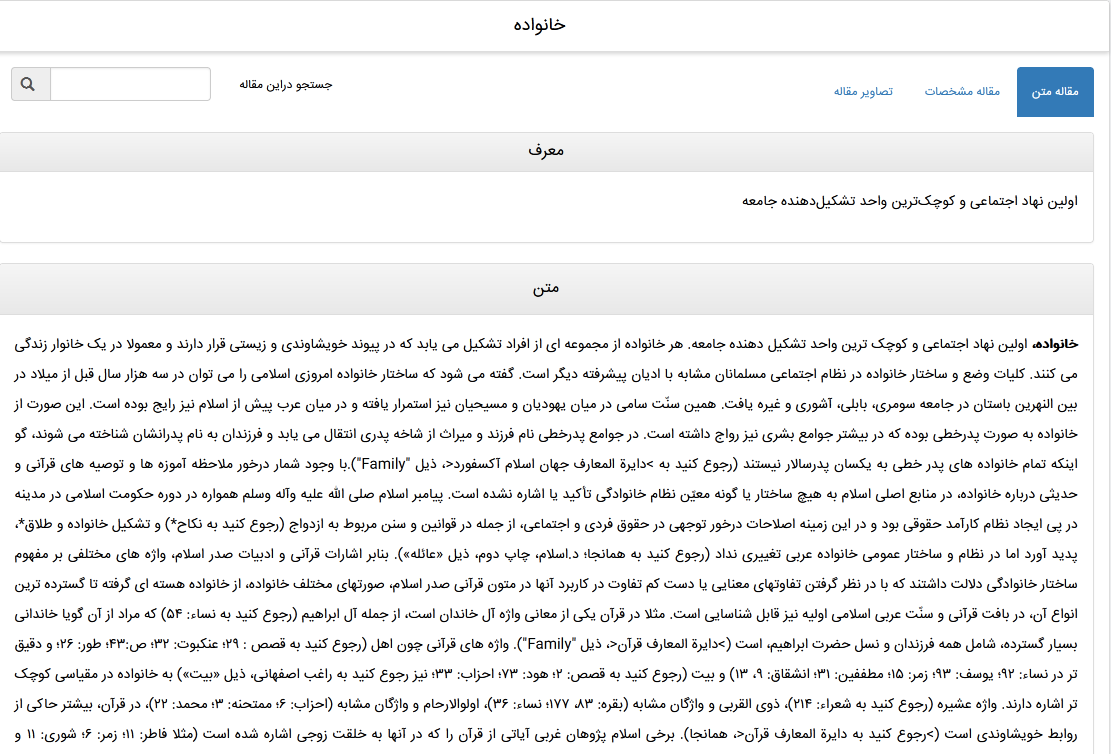 خانواده
مقاله متن
مقاله مشخصات
تصاویر مقاله
جستجو دراین مقاله
معرف
اولین نهاد اجتماعی و کوچک‌ترین واحد تشکیل‌دهنده جامعه
متن
خانواده، اولین نهاد اجتماعی و کوچک ترین واحد تشکیل دهنده جامعه. هر خانواده از مجموعه ای از افراد تشکیل می یابد که در پیوند خویشاوندی و زیستی قرار دارند و معمولا در یک خانوار زندگی
می کنند. کلیات وضع و ساختار خانواده در نظام اجتماعی مسلمانان مشابه با ادیان پیشرفته دیگر است. گفته می شود که ساختار خانواده امروزی اسلامی را می توان در سه هزار سال قبل از میلاد در
بین النهرین باستان در جامعه سومری، بابلی، آشوری و غیره یافت. همین سنّت سامی در میان یهودیان و مسیحیان نیز استمرار یافته و در میان عرب پیش از اسلام نیز رایج بوده است. این صورت از
خانواده به صورت پدرخطی بوده که در بیشتر جوامع بشری نیز رواج داشته است. در جوامع پدرخطی نام فرزند و میراث از شاخه پدری انتقال می یابد و فرزندان به نام پدرانشان شناخته می شوند، گو
اینکه تمام خانواده های پدر خطی به یکسان پدرسالار نیستند (رجوع کنید به >دایرة المعارف جهان اسلام آکسفورد<، ذیل "Family").با وجود شمار درخور ملاحظه آموزه ها و توصیه های قرآنی و
حدیثی درباره خانواده، در منابع اصلی اسلام به هیچ ساختار یا گونه معیّن نظام خانوادگی تأکید یا اشاره نشده است. پیامبر اسلام صلی اللّه علیه وآله وسلم همواره در دوره حکومت اسلامی در مدینه
در پی ایجاد نظام کارآمد حقوقی بود و در این زمینه اصلاحات درخور توجهی در حقوق فردی و اجتماعی، از جمله در قوانین و سنن مربوط به ازدواج (رجوع کنید به نکاح*) و تشکیل خانواده و طلاق*،
پدید آورد اما در نظام و ساختار عمومی خانواده عربی تغییری نداد (رجوع کنید به همانجا؛ د.اسلام، چاپ دوم، ذیل «عائله»). بنابر اشارات قرآنی و ادبیات صدر اسلام، واژه های مختلفی بر مفهوم
ساختار خانوادگی دلالت داشتند که با در نظر گرفتن تفاوتهای معنایی یا دست کم تفاوت در کاربرد آنها در متون قرآنی صدر اسلام، صورتهای مختلف خانواده، از خانواده هسته ای گرفته تا گسترده ترین
انواع آن، در بافت قرآنی و سنّت عربی اسلامی اولیه نیز قابل شناسایی است. مثلا در قرآن یکی از معانی واژه آل خاندان است، از جمله آل ابراهیم (رجوع کنید به نساء: ۵۴) که مراد از آن گویا خاندانی
بسیار گسترده، شامل همه فرزندان و نسل حضرت ابراهیم، است (>دایرة المعارف قرآن<، ذیل "Family"). واژه های قرآنی چون اهل (رجوع کنید به قصص : ۲۹؛ عنکبوت: ۳۲؛ ص:۴۳؛ طور: ۲۶؛ و دقیق
تر در نساء: ۹۲؛ یوسف: ۹۳؛ زمر: ۱۵؛ مطففین: ۳۱؛ انشقاق: ۹، ۱۳) و بیت (رجوع کنید به قصص: ۲؛ هود: ۷۳؛ احزاب: ۳۳؛ نیز رجوع کنید به راغب اصفهانی، ذیل «بیت») به خانواده در مقیاسی کوچک
تر اشاره دارند. واژه عشیره (رجوع کنید به شعراء: ۲۱۴)، ذوی القربی و واژگان مشابه (بقره: ۸۳، ۱۷۷؛ نساء: ۳۶)، اولوالارحام و واژگان مشابه (احزاب: ۶؛ ممتحنه: ۳؛ محمد: ۲۲)، در قرآن، بیشتر حاکی از
روابط خویشاوندی است (>رجوع کنید به دایرة المعارف قرآن<، همانجا). برخی اسلام پژوهان غربی آیاتی از قرآن را که در آنها به خلقت زوجی اشاره شده است (مثلا فاطر: ۱۱؛ زمر: ۶؛ شوری: ۱۱ و